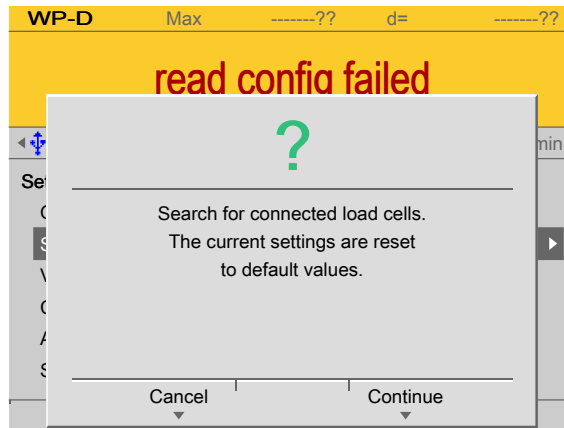 WP-D Max -------?? d= -------??
read config failed
?
min
Search for connected load cells.
The current settings are reset
to default values.
Cancel Continue